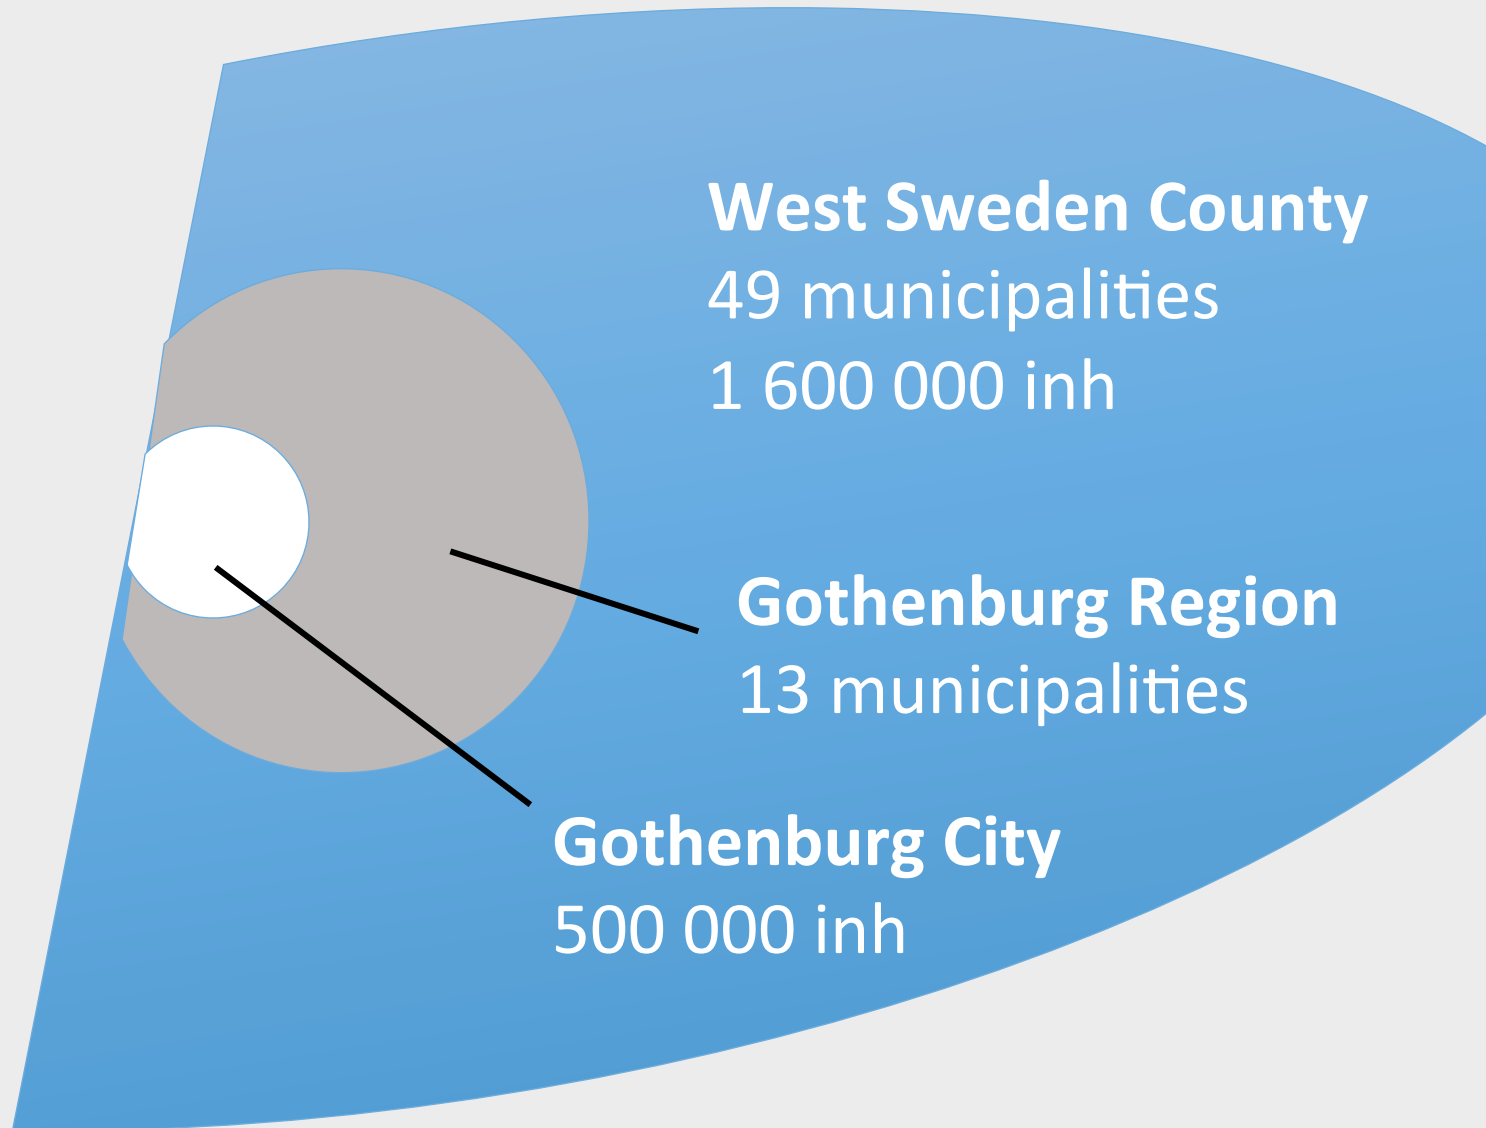 West Sweden County
49 municipalities
1 600 000 inh
Gothenburg Region
13 municipalities
Gothenburg City
500 000 inh